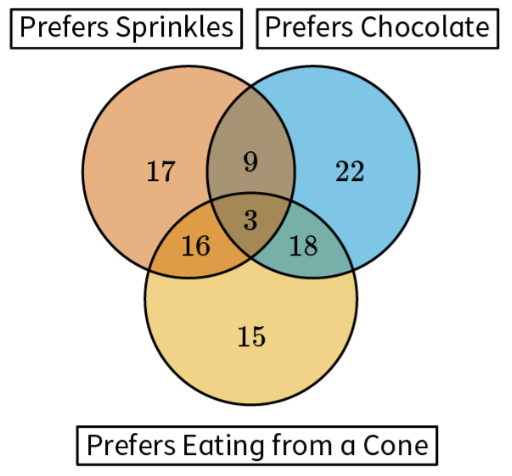 Prefers Sprinkles Prefers Chocolate
17 9 22
3
16 18
15
Prefers Eating from a Cone